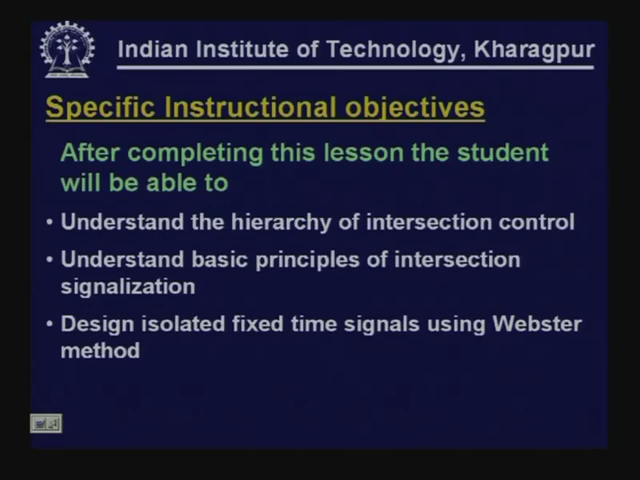 Indian Institute of Technology, Kharagpur
Specific Instructional objectives
After completing this lesson the student
will be able to
• Understand the hierarchy of intersection control
• Understand basic principles of intersection
signalization
• Design isolated fixed time signals using Webster
method